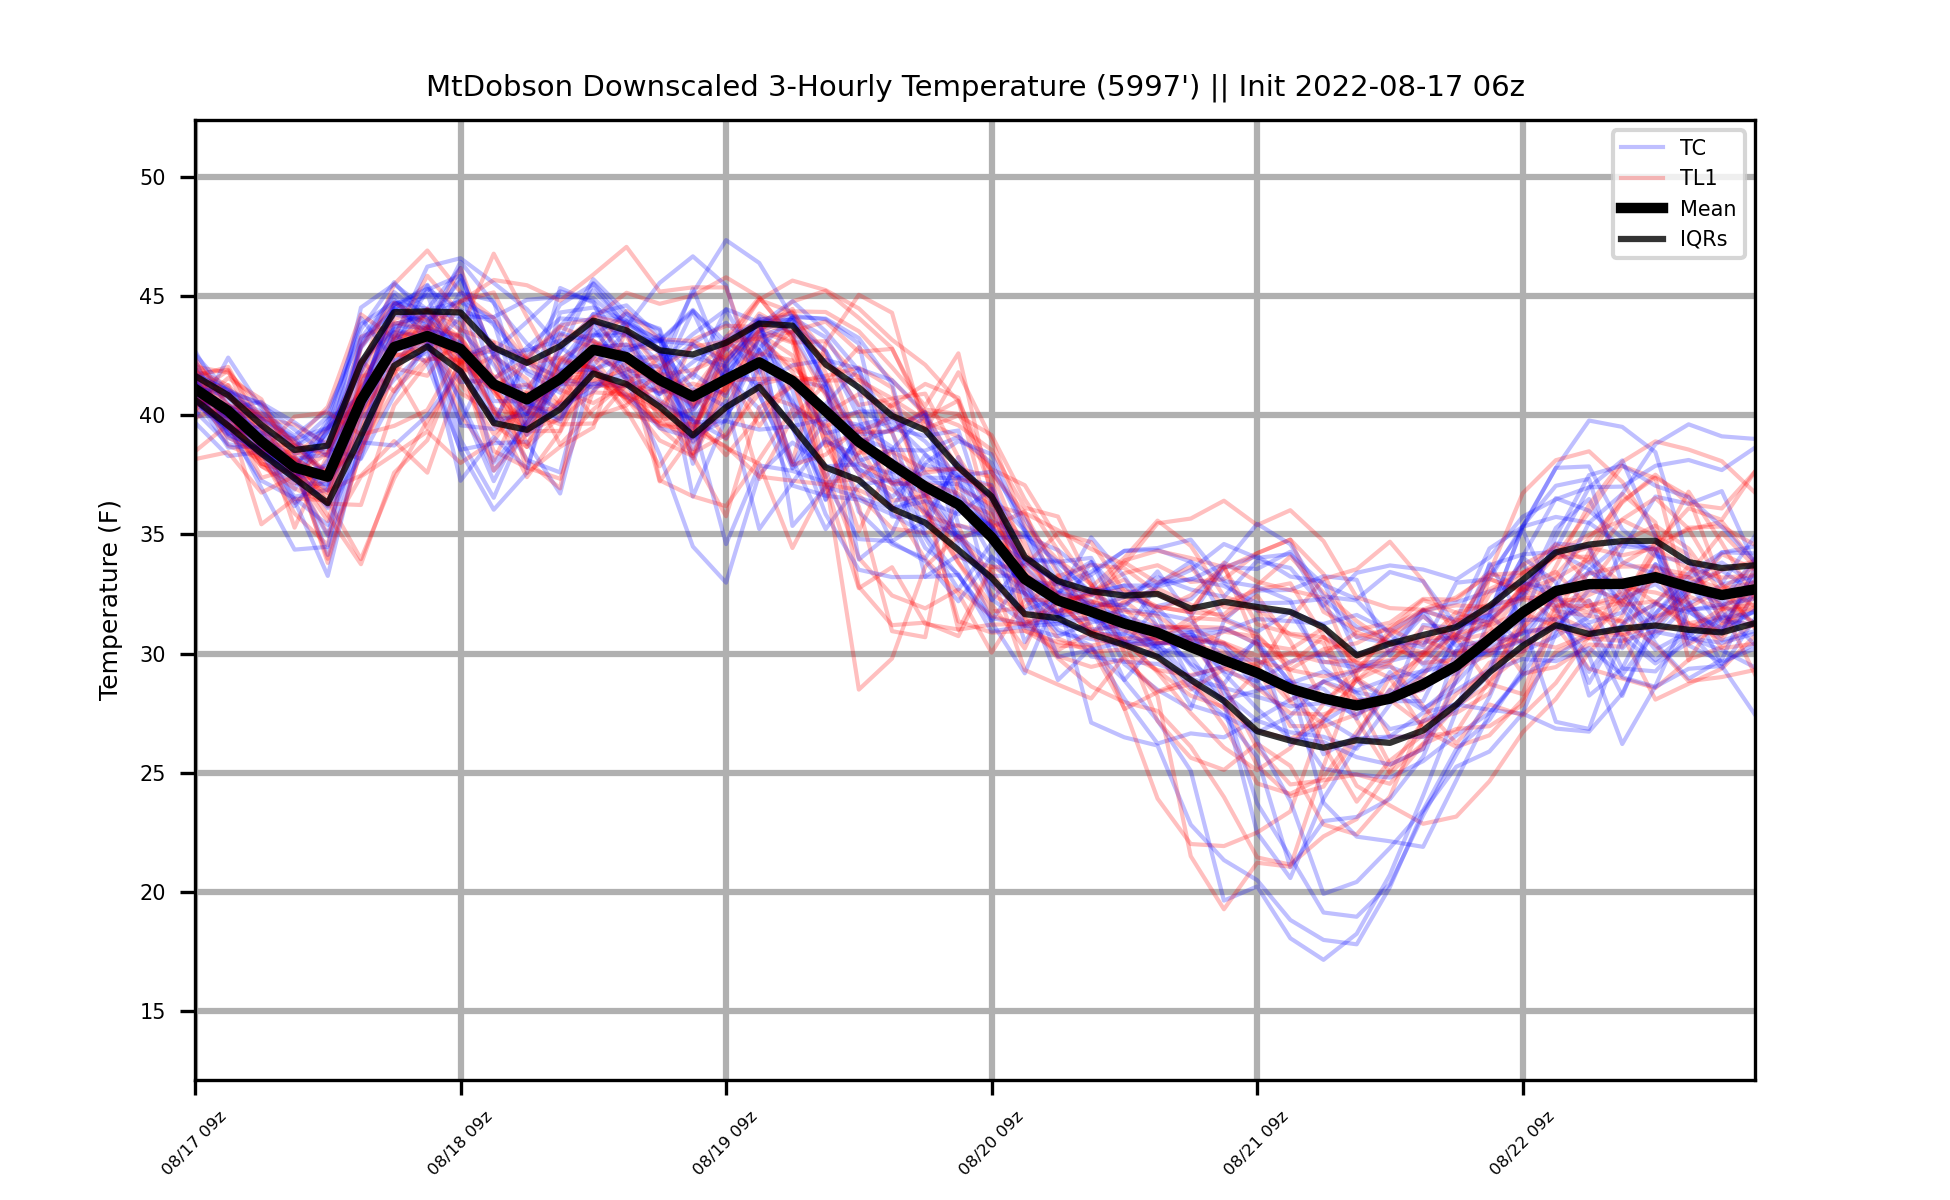 MtDobson Downscaled 3-Hourly Temperature (5997') || Init 2022-08-17 06z
TC
TL1
Mean
IQRs
Temperature (F)
50
45
40
35
30
25
20
15
08/17 09z
08/18 09z
08/19 09z
08/20 09z
08/21 09z
08/22 09z